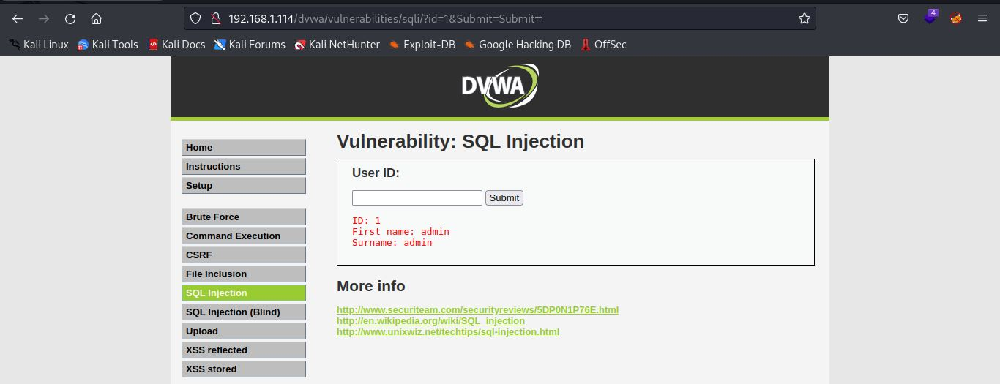 192.168.1.114/dvwa/vulnerabilities/sqli/?id=1&Submit=Submit#
4
Kali Linux Kali Tools Kali Docs Kali Forums Kali NetHunter Exploit-DB Google Hacking DB OffSec
DVWA
Home
Instructions
Setup
Brute Force
Command Execution
CSRF
File Inclusion
SQL Injection
SQL Injection (Blind)
Upload
XSS reflected
XSS stored
Vulnerability: SQL Injection
User ID:
Submit
ID: 1
First name: admin
Surname: admin
More info
http://www.securiteam.com/securityreviews/5DP0N1P76E.html
http://en.wikipedia.org/wiki/SQL_injection
http://www.unixwiz.net/techtips/sql-injection.html